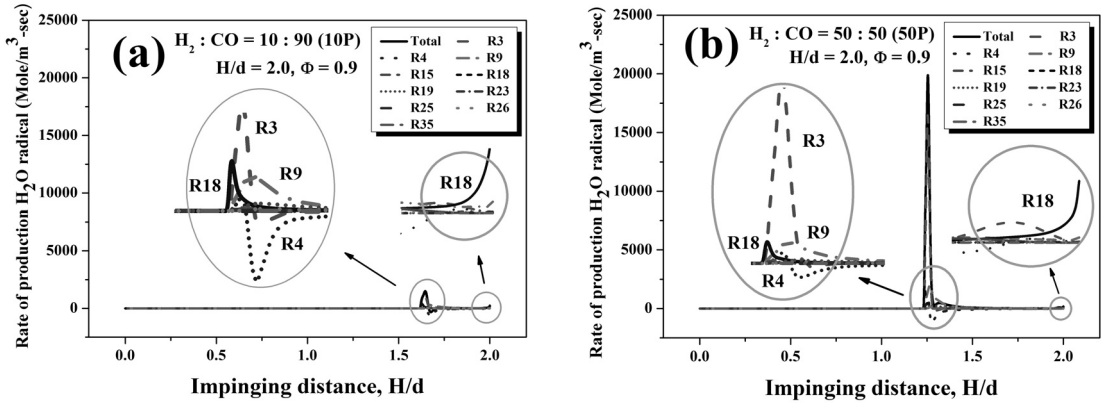 (a)
H2 : CO = 10 : 90 (10P)
H/d = 2.0, Φ = 0.9
Total R3
R4 R9
R15 R18
R19 R23
R25 R26
R35
R3
R18
R9
R4
R18
Rate of production H2O radical (Mole/m3-sec)
25000
20000
15000
10000
5000
0
0.0 0.5 1.0 1.5 2.0
Impinging distance, H/d
(b)
H2 : CO = 50 : 50 (50P)
H/d = 2.0, Φ = 0.9
Total R3
R4 R9
R15 R18
R19 R23
R25 R26
R35
R3
R18
R9
R4
R18
Rate of production H2O radical (Mole/m3-sec)
25000
20000
15000
10000
5000
0
0.0 0.5 1.0 1.5 2.0
Impinging distance, H/d